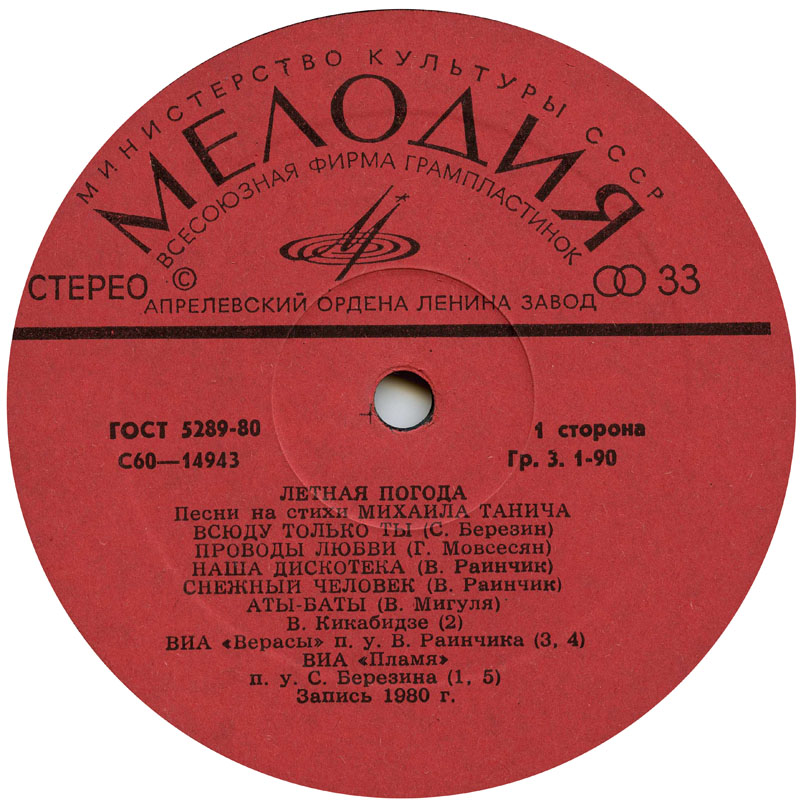 МИНИСТЕРСТВО КУЛЬТУРЫ СССР
МЕЛОДИЯ
ВСЕСОЮЗНАЯ ФИРМА ГРАМПЛАСТИНОК
СТЕРЕО © 33
АПРЕЛЕВСКИЙ ОРДЕНА ЛЕНИНА ЗАВОД
ГОСТ 5289-80 1 сторона
С60—14943 Гр. 3. 1-90
ЛЕТНАЯ ПОГОДА
Песни на стихи МИХАИЛА ТАНИЧА
ВСЮДУ ТОЛЬКО ТЫ (С. Березин)
ПРОВОДЫ ЛЮБВИ (Г. Мовсесян)
НАША ДИСКОТЕКА (В. Раинчик)
СНЕЖНЫЙ ЧЕЛОВЕК (В. Раинчик)
АТЫ-БАТЫ (В. Мигуля)
В. Кикабидзе (2)
ВИА «Верасы» п. у. В. Раинчика (3, 4)
ВИА «Пламя»
п. у. С. Березина (1, 5)
Запись 1980 г.